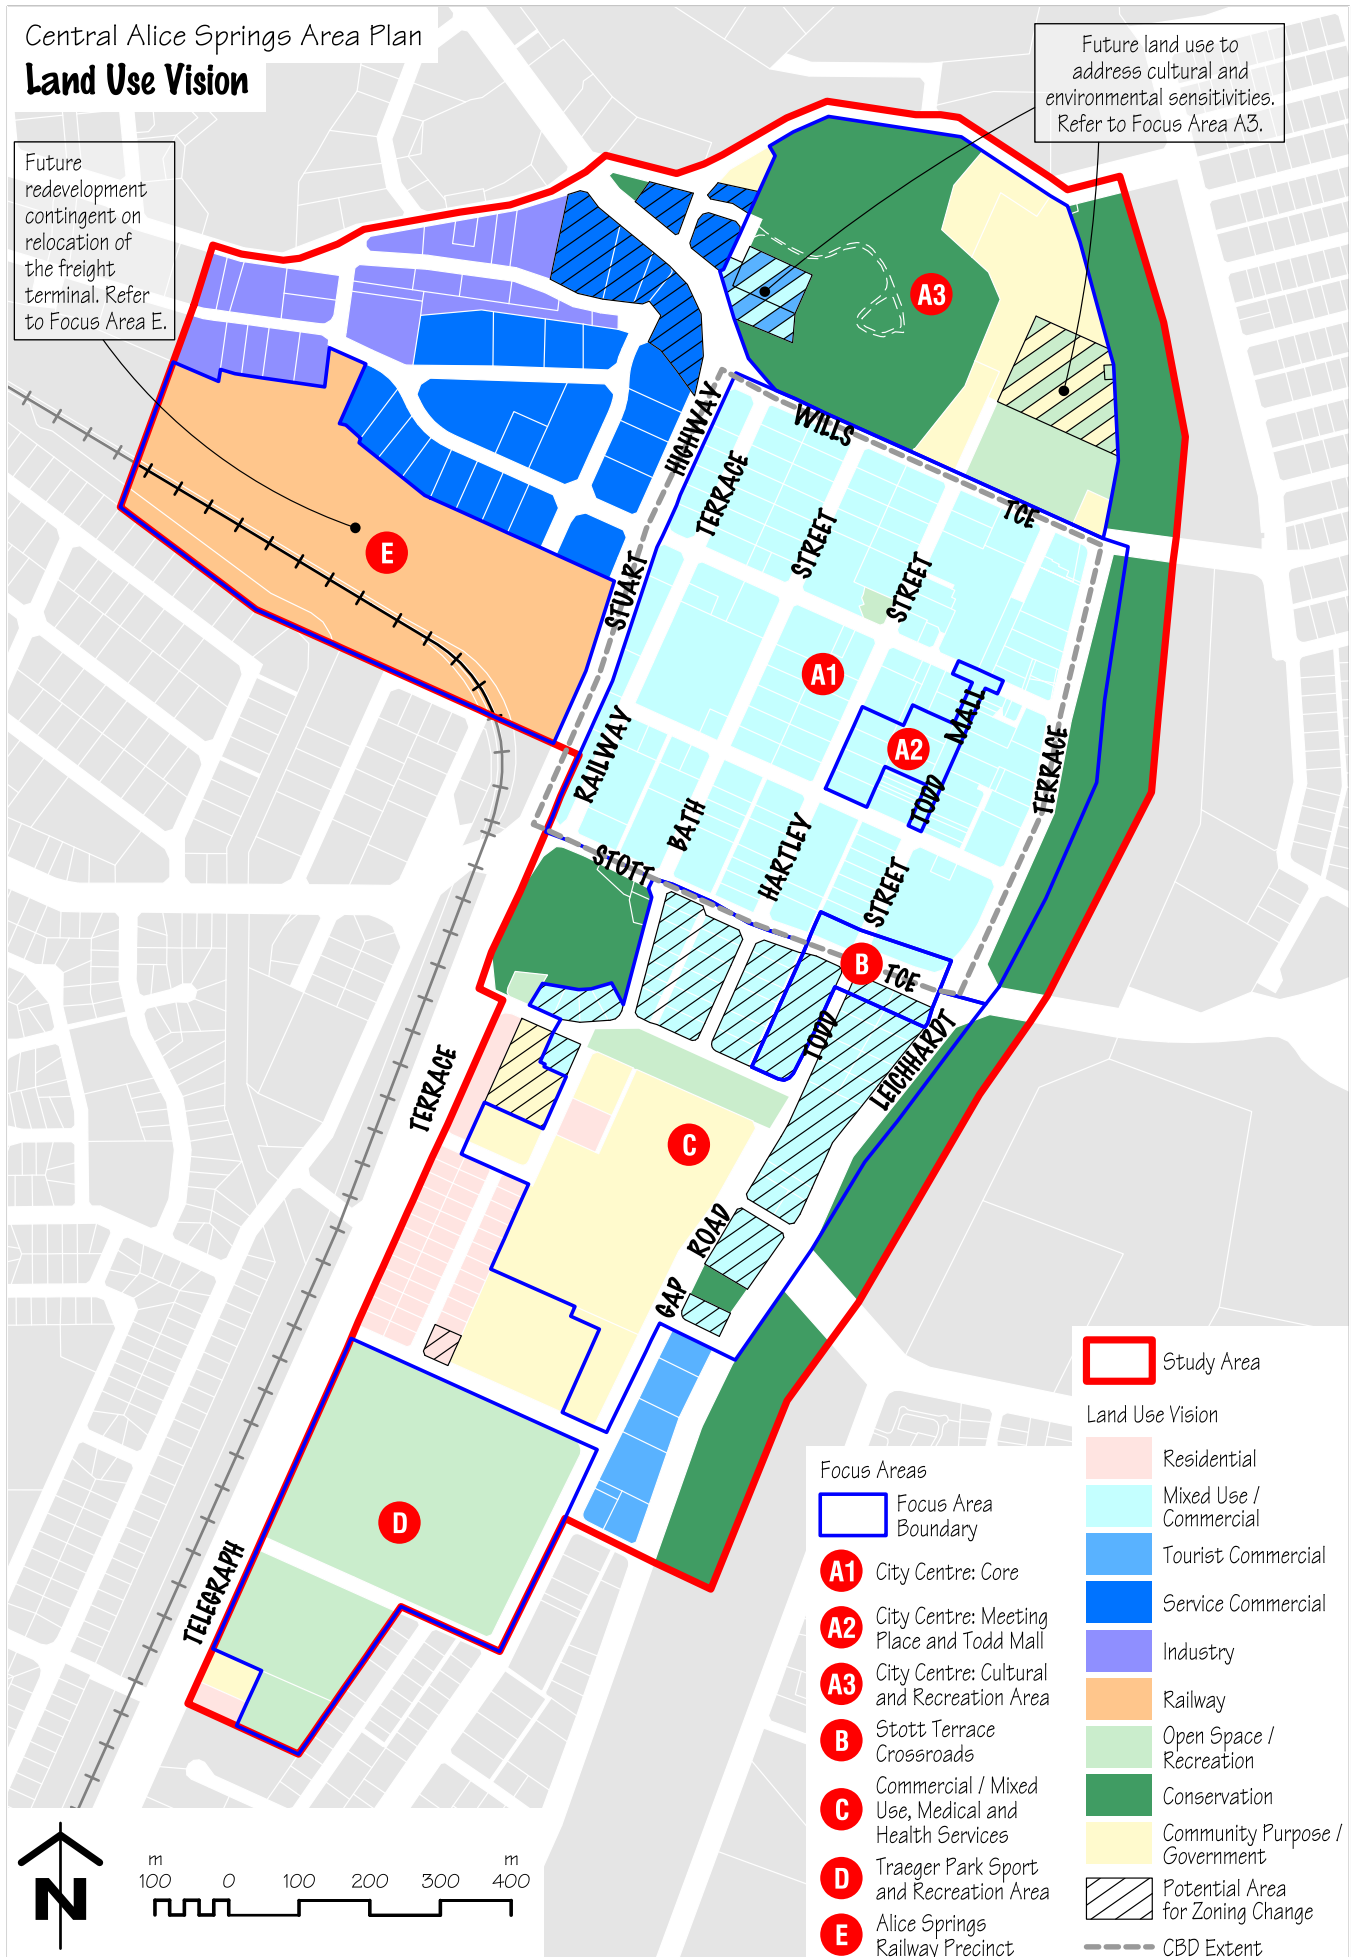 Central Alice Springs Area Plan
Land Use Vision
Future land use to
address cultural and
environmental sensitivities.
Refer to Focus Area A3.
Future
redevelopment
contingent on
relocation of
the freight
terminal. Refer
to Focus Area E.
A3
WILLS
TCE
HIGHWAY
TERRACE
STREET
STREET
STUART
E
A1
A2
MALL
TODD
TERRACE
RAILWAY
BATH
HARTLEY
STREET
STOTT
B
TCE
TODD
LEICHHARDT
TERRACE
C
ROAD
GAP
D
TELEGRAPH
Study Area
Land Use Vision
Residential
Mixed Use /
Commercial
Tourist Commercial
Service Commercial
Industry
Railway
Open Space /
Recreation
Conservation
Community Purpose /
Government
Potential Area
for Zoning Change
CBD Extent
Focus Areas
Focus Area
Boundary
A1 City Centre: Core
A2 City Centre: Meeting
Place and Todd Mall
A3 City Centre: Cultural
and Recreation Area
B Stott Terrace
Crossroads
C Commercial / Mixed
Use, Medical and
Health Services
D Traeger Park Sport
and Recreation Area
E Alice Springs
Railway Precinct
N
m m
100 0 100 200 300 400